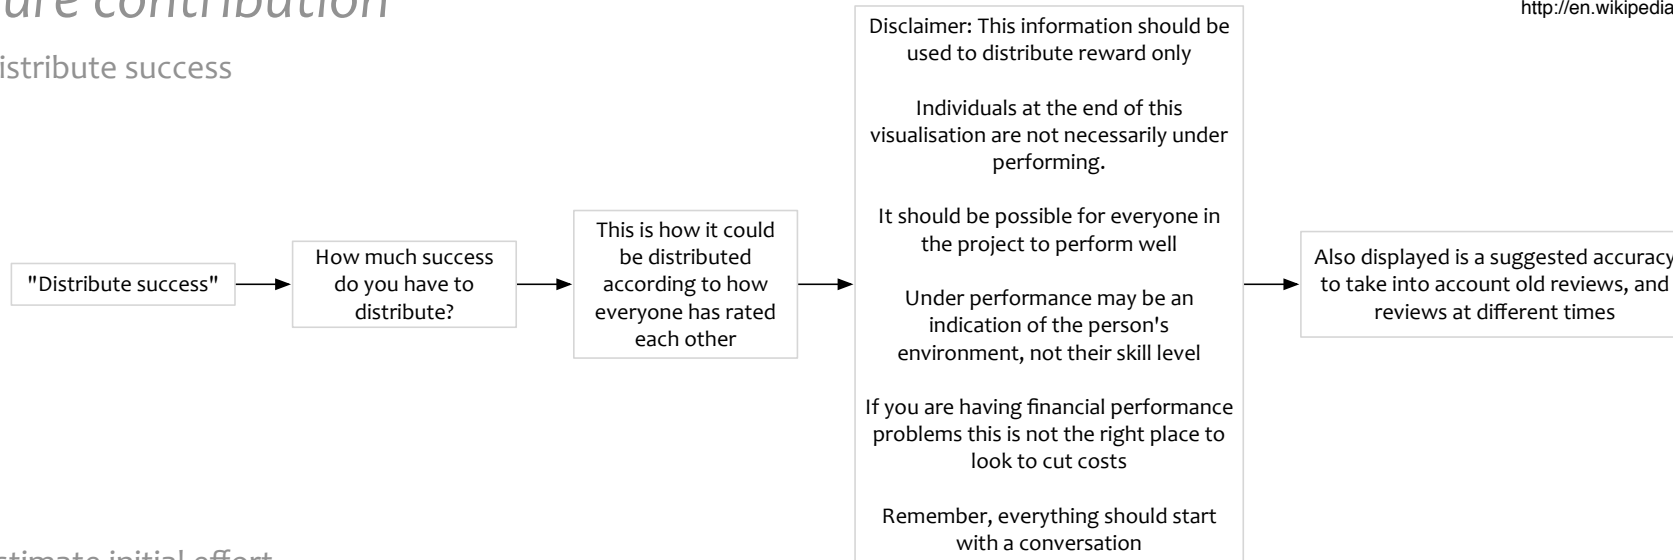 contribution
http://en.wikipedia
distribute success
"Distribute success"
How much success
do you have to
distribute?
This is how it could
be distributed
according to how
everyone has rated
each other
Disclaimer: This information should be
used to distribute reward only
Individuals at the end of this
visualisation are not necessarily under
performing.
It should be possible for everyone in
the project to perform well
Under performance may be an
indication of the person's
environment, not their skill level
If you are having financial performance
problems this is not the right place to
look to cut costs
Remember, everything should start
with a conversation
Also displayed is a suggested accuracy
to take into account old reviews, and
reviews at different times
stimate initial effort